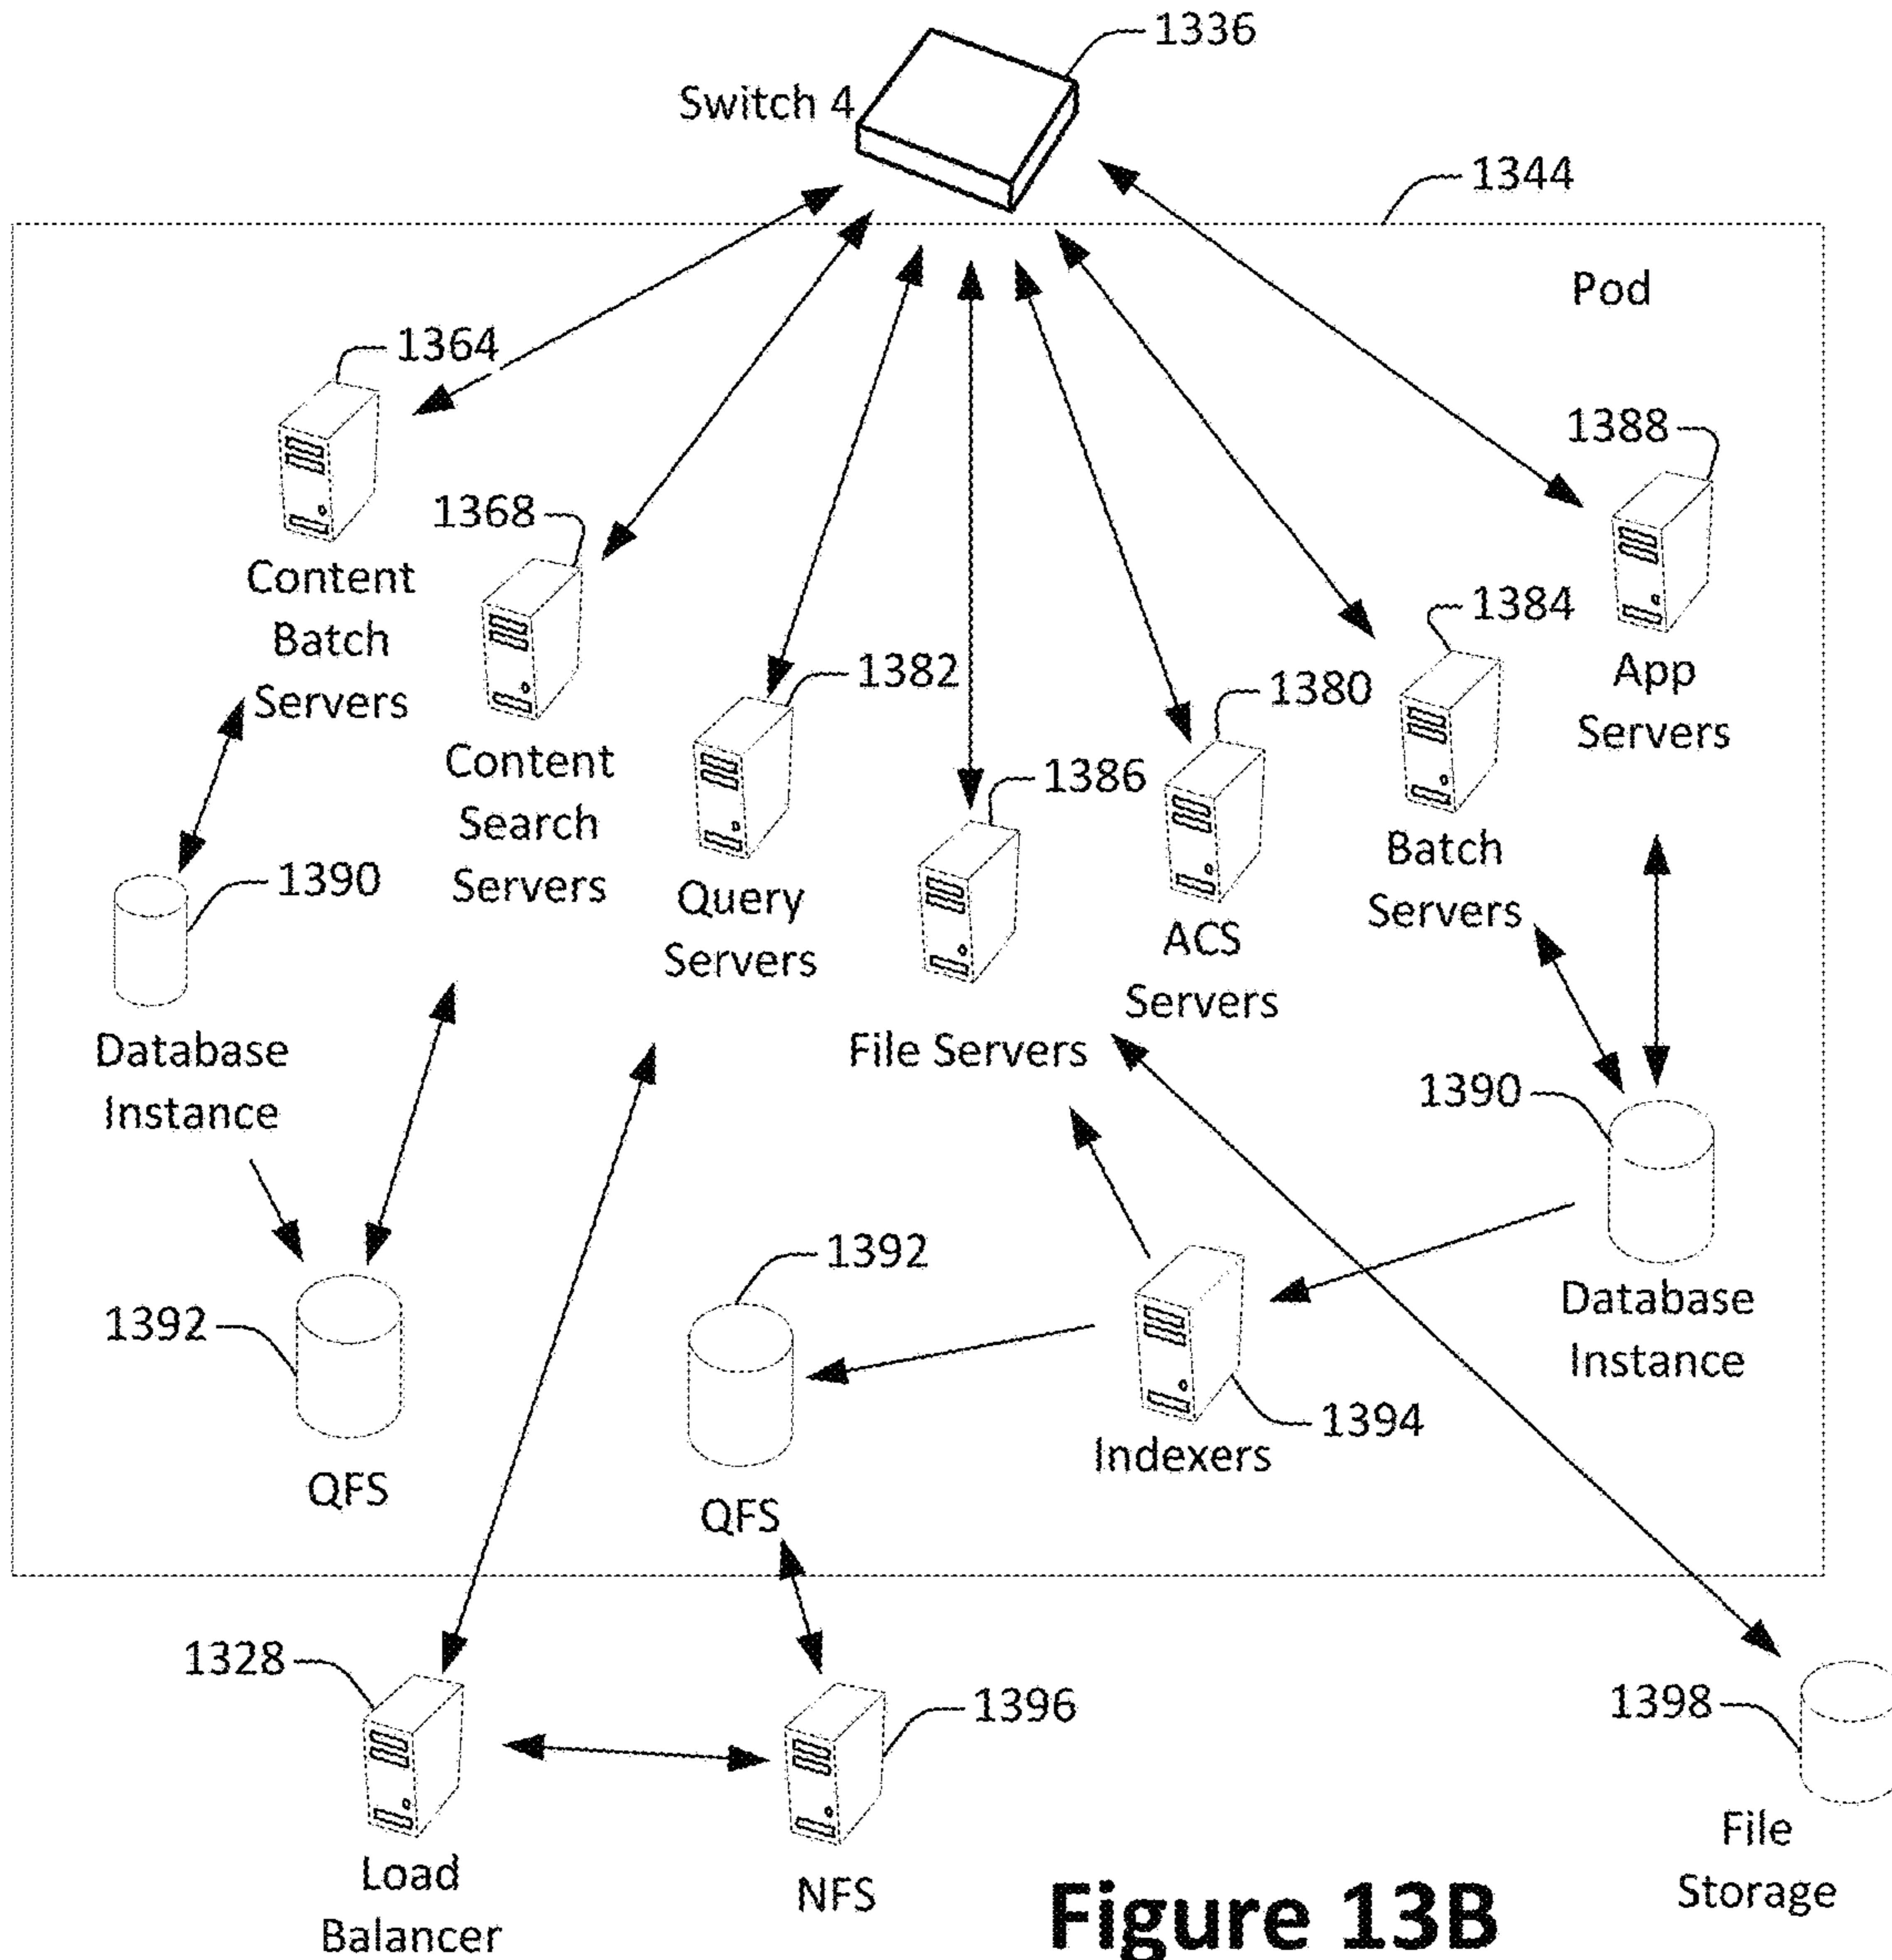 1336
Switch 4
1344
Pod
1364
1388
1368
Content
Batch
Servers
1384
App
Servers
1382
1380
Content
Search
Servers
1386
Batch
Servers
1390
Query
Servers
ACS
Servers
Database
Instance
File Servers
1390
1392
1392
Database
Instance
1394
Indexers
QFS
QFS
1328
1396
1398
Load
Balancer
NFS
File
Storage
Figure 13B